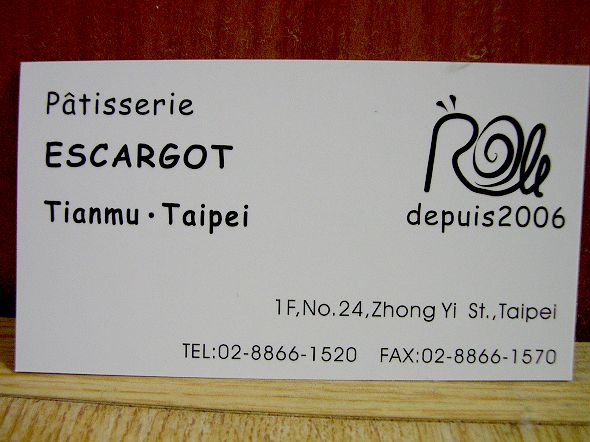 Pâtisserie
ESCARGOT
Tianmu·Taipei
Role
depuis2006
1F,No.24,Zhong Yi St.,Taipei
TEL:02-8866-1520 FAX:02-8866-1570